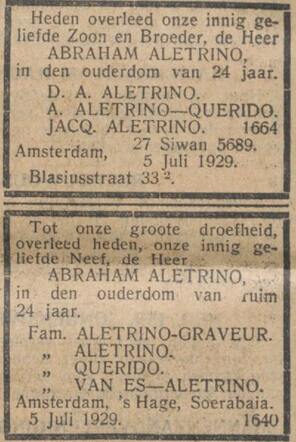 Heden overleed onze innig ge-
liefde Zoon en Broeder, de Heer
ABRAHAM ALETRINO,
in den ouderdom van 24 jaar.
D. A. ALETRINO.
A. ALETRINO—QUERIDO.
JACQ. ALETRINO. 1664
27 Siwan 5689.
Amsterdam,
5 Juli 1929.
Blasiusstraat 33 ².
Tot onze groote droefheid,
overleed heden, onze innig ge-
liefde Neef, de Heer
ABRAHAM ALETRINO,
in den ouderdom van ruim
24 jaar.
Fam. ALETRINO-GRAVEUR.
„ ALETRINO.
„ QUERIDO.
„ VAN ES—ALETRINO.
Amsterdam, 's Hage, Soerabaia.
5 Juli 1929. 1640